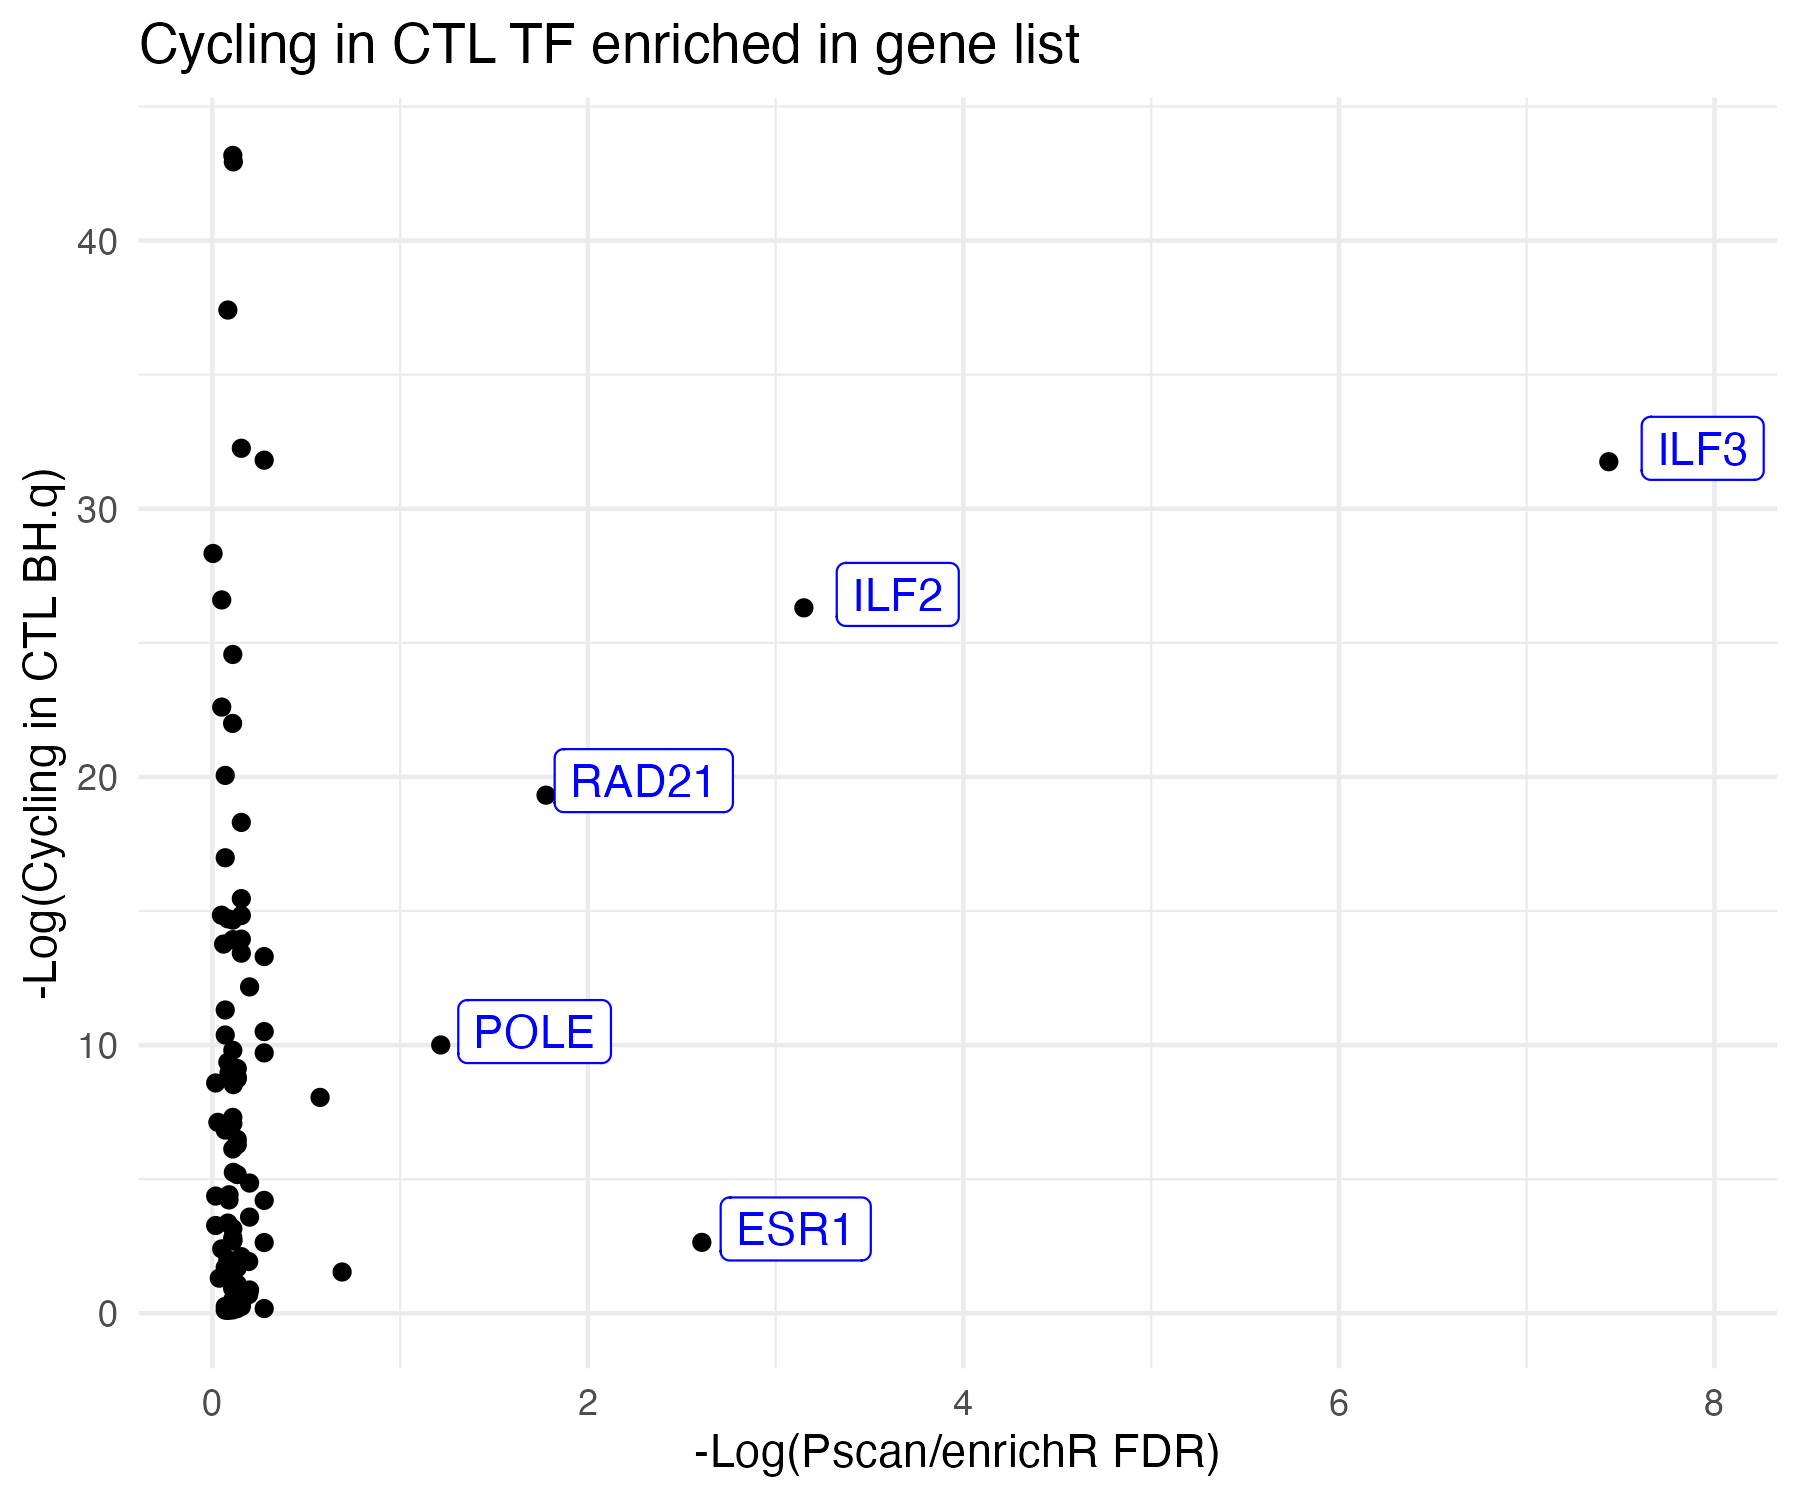 Cycling in CTL TF enriched in gene list
-Log(Cycling in CTL BH.q)
40
30
20
10
0
ILF3
ILF2
RAD21
POLE
ESR1
0 2 4 6 8
-Log(Pscan/enrichR FDR)